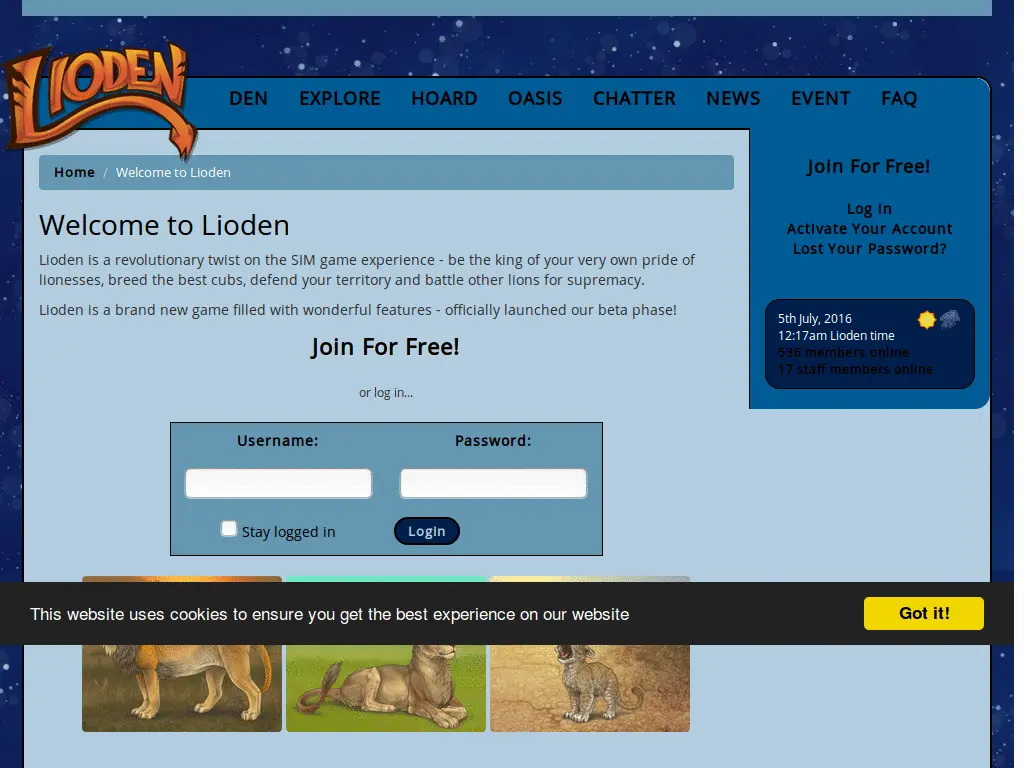 LIODEN
DEN EXPLORE HOARD OASIS CHATTER NEWS EVENT FAQ
Home / Welcome to Lioden
Join For Free!
Log In
Activate Your Account
Lost Your Password?
5th July, 2016
12:17am Lioden time
536 members online
17 staff members online
Welcome to Lioden
Lioden is a revolutionary twist on the SIM game experience - be the king of your very own pride of
lionesses, breed the best cubs, defend your territory and battle other lions for supremacy.
Lioden is a brand new game filled with wonderful features - officially launched our beta phase!
Join For Free!
or log in...
Username: Password:
Stay logged in Login
This website uses cookies to ensure you get the best experience on our website Got it!